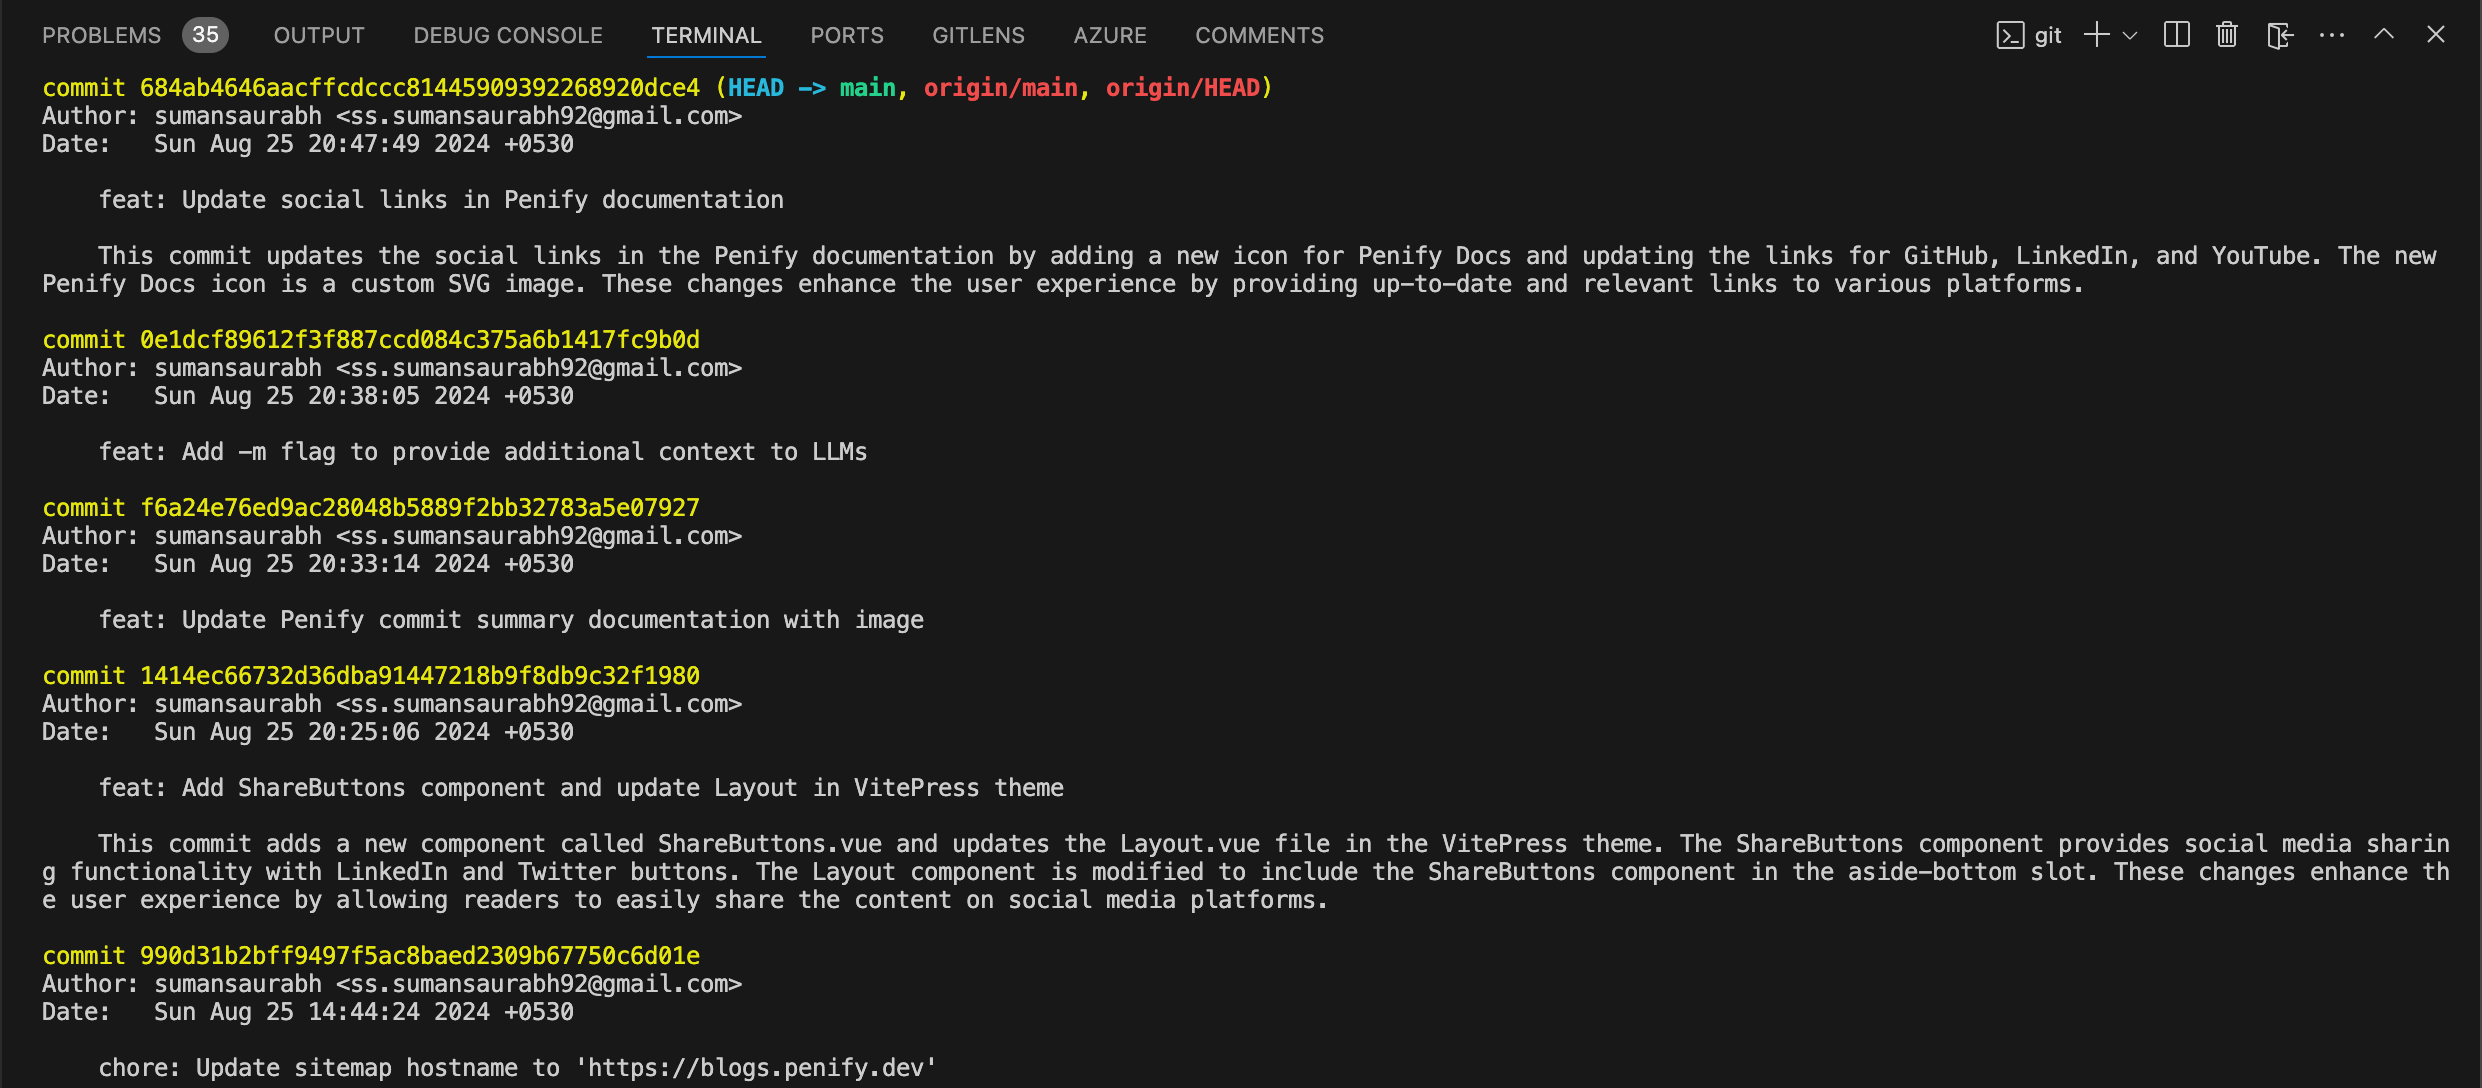 PROBLEMS 35 OUTPUT DEBUG CONSOLE TERMINAL PORTS GITLENS AZURE COMMENTS git
commit 684ab4646aacffcdccc81445909392268920dce4 (HEAD -> main, origin/main, origin/HEAD)
Author: sumansaurabh <ss.sumansaurabh92@gmail.com>
Date:   Sun Aug 25 20:47:49 2024 +0530
    feat: Update social links in Penify documentation
    This commit updates the social links in the Penify documentation by adding a new icon for Penify Docs and updating the links for GitHub, LinkedIn, and YouTube. The new
Penify Docs icon is a custom SVG image. These changes enhance the user experience by providing up-to-date and relevant links to various platforms.
commit 0e1dcf89612f3f887ccd084c375a6b1417fc9b0d
Author: sumansaurabh <ss.sumansaurabh92@gmail.com>
Date:   Sun Aug 25 20:38:05 2024 +0530
    feat: Add -m flag to provide additional context to LLMs
commit f6a24e76ed9ac28048b5889f2bb32783a5e07927
Author: sumansaurabh <ss.sumansaurabh92@gmail.com>
Date:   Sun Aug 25 20:33:14 2024 +0530
    feat: Update Penify commit summary documentation with image
commit 1414ec66732d36dba91447218b9f8db9c32f1980
Author: sumansaurabh <ss.sumansaurabh92@gmail.com>
Date:   Sun Aug 25 20:25:06 2024 +0530
    feat: Add ShareButtons component and update Layout in VitePress theme
    This commit adds a new component called ShareButtons.vue and updates the Layout.vue file in the VitePress theme. The ShareButtons component provides social media sharin
g functionality with LinkedIn and Twitter buttons. The Layout component is modified to include the ShareButtons component in the aside-bottom slot. These changes enhance th
e user experience by allowing readers to easily share the content on social media platforms.
commit 990d31b2bff9497f5ac8baed2309b67750c6d01e
Author: sumansaurabh <ss.sumansaurabh92@gmail.com>
Date:   Sun Aug 25 14:44:24 2024 +0530
    chore: Update sitemap hostname to 'https://blogs.penify.dev'